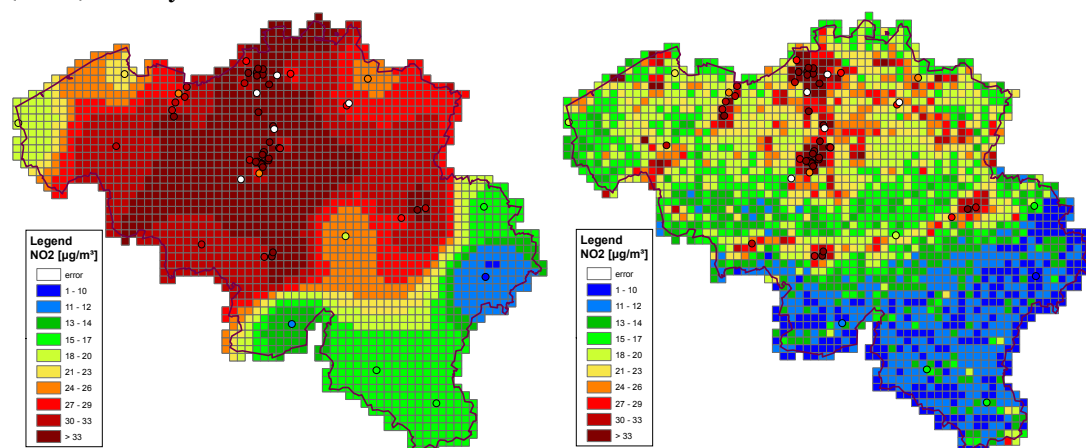 Legend
NO2 [µg/m³]
error
1 - 10
11 - 12
13 - 14
15 - 17
18 - 20
21 - 23
24 - 26
27 - 29
30 - 33
> 33
Legend
NO2 [µg/m³]
error
1 - 10
11 - 12
13 - 14
15 - 17
18 - 20
21 - 23
24 - 26
27 - 29
30 - 33
> 33